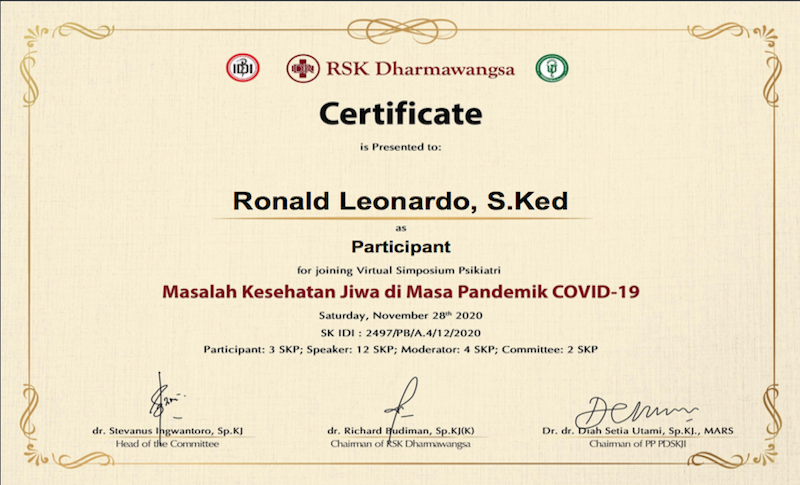 IDI
RSK Dharmawangsa
Certificate
is Presented to:
Ronald Leonardo, S.Ked
as
Participant
for joining Virtual Simposium Psikiatri
Masalah Kesehatan Jiwa di Masa Pandemik COVID-19
Saturday, November 28th 2020
SK IDI : 2497/PB/A.4/12/2020
Participant: 3 SKP; Speaker: 12 SKP; Moderator: 4 SKP; Committee: 2 SKP
dr. Stevanus Ingwantoro, Sp.KJ
Head of the Committee
dr. Richard Budiman, Sp.KJ(K)
Chairman of RSK Dharmawangsa
Dr. dr. Diah Setia Utami, Sp.KJ., MARS
Chairman of PP PDSKJI